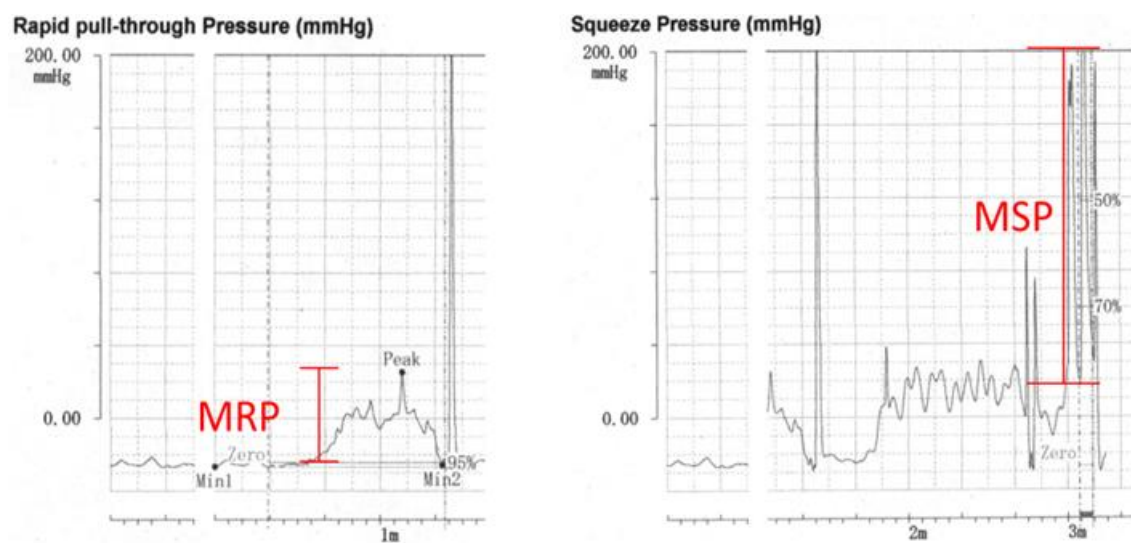 Rapid pull-through Pressure (mmHg)
200.00
mmHg
Peak
0.00
MRP
Zero
95%
Min1
Min2
1m
Squeeze Pressure (mmHg)
200.00
mmHg
50%
MSP
70%
0.00
Zero
2m
3m